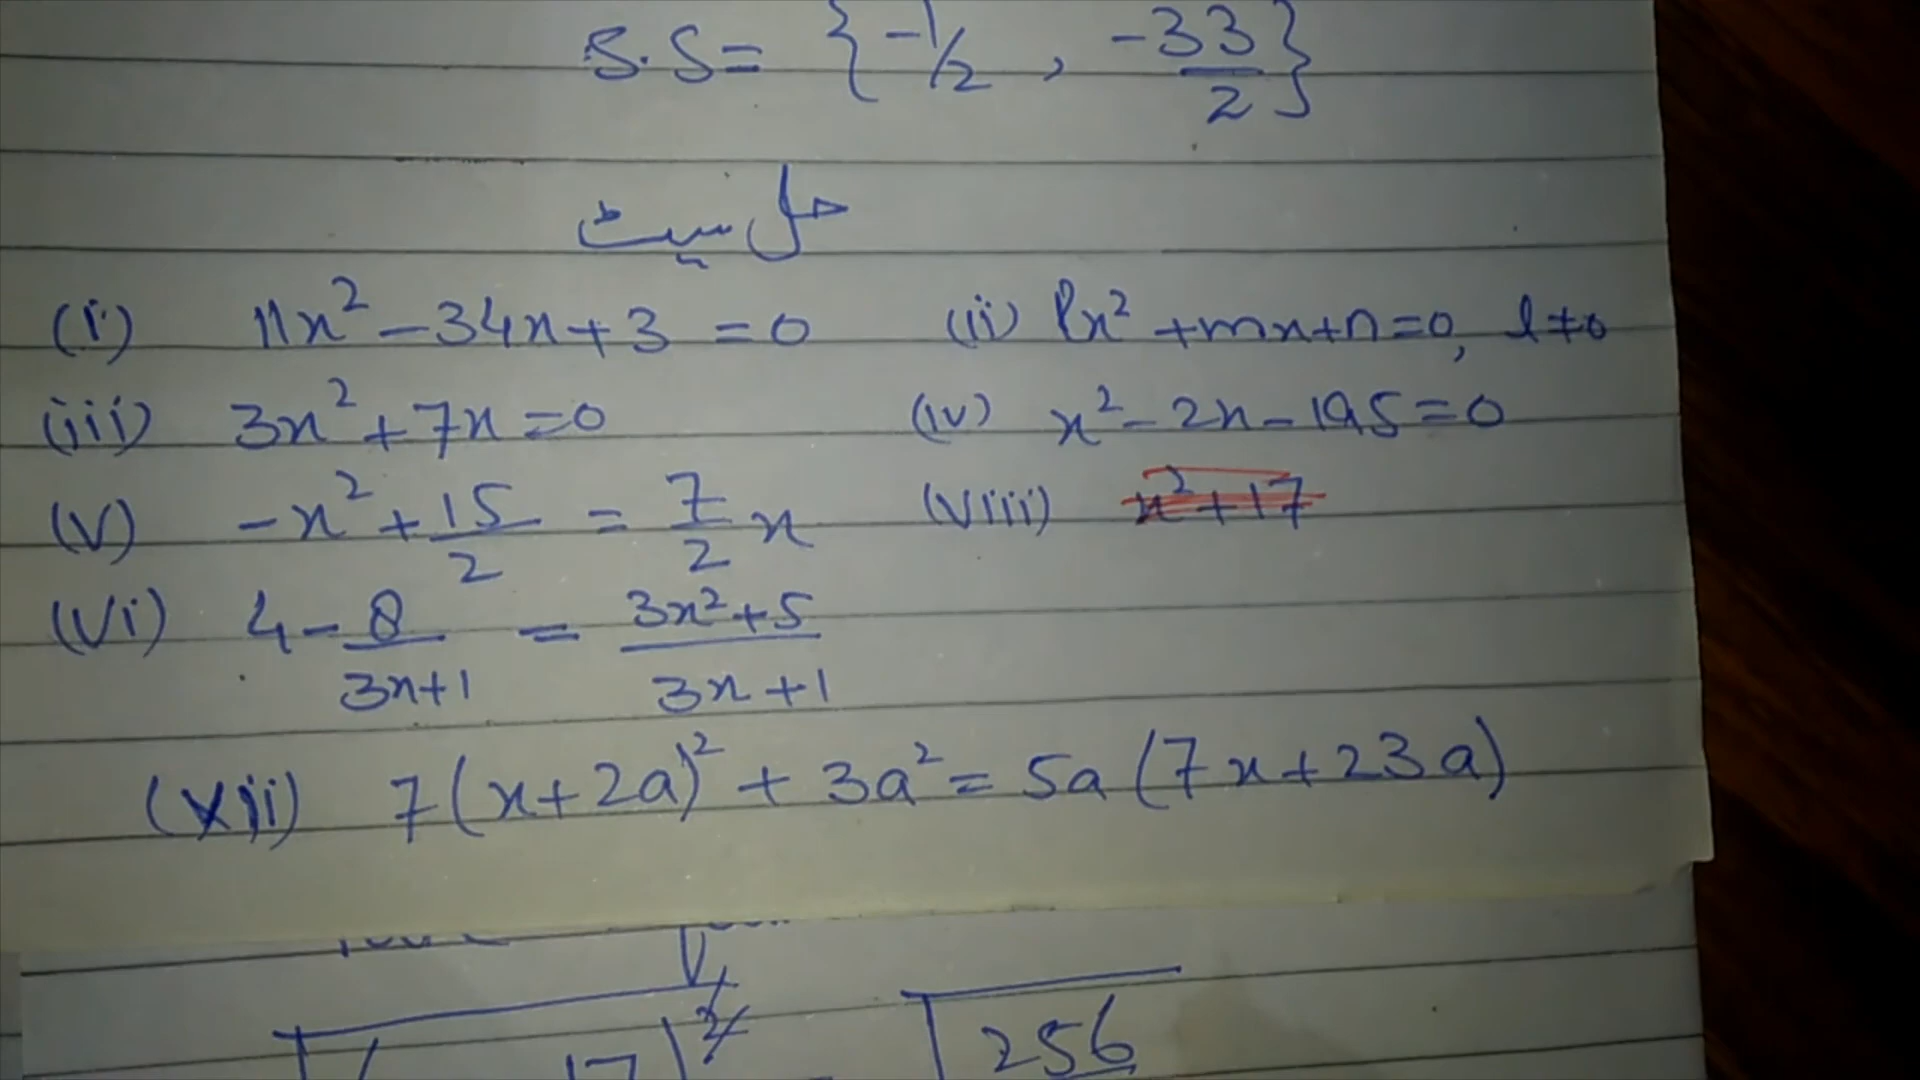 S.S = {-1/2, -33/2}
حل سیٹ
(i) 11x² - 34x + 3 = 0 (ii) lx² + mx + n = 0, l ≠ 0
(iii) 3x² + 7x = 0 (iv) x² - 2x - 195 = 0
(v) -x² + 15/2 = 7/2 x (viii) x² + 17
(vi) 4 - 8/3x+1 = 3x²+5/3x+1
(xii) 7(x+2a)² + 3a² = 5a(7x+23a)
17 2 256